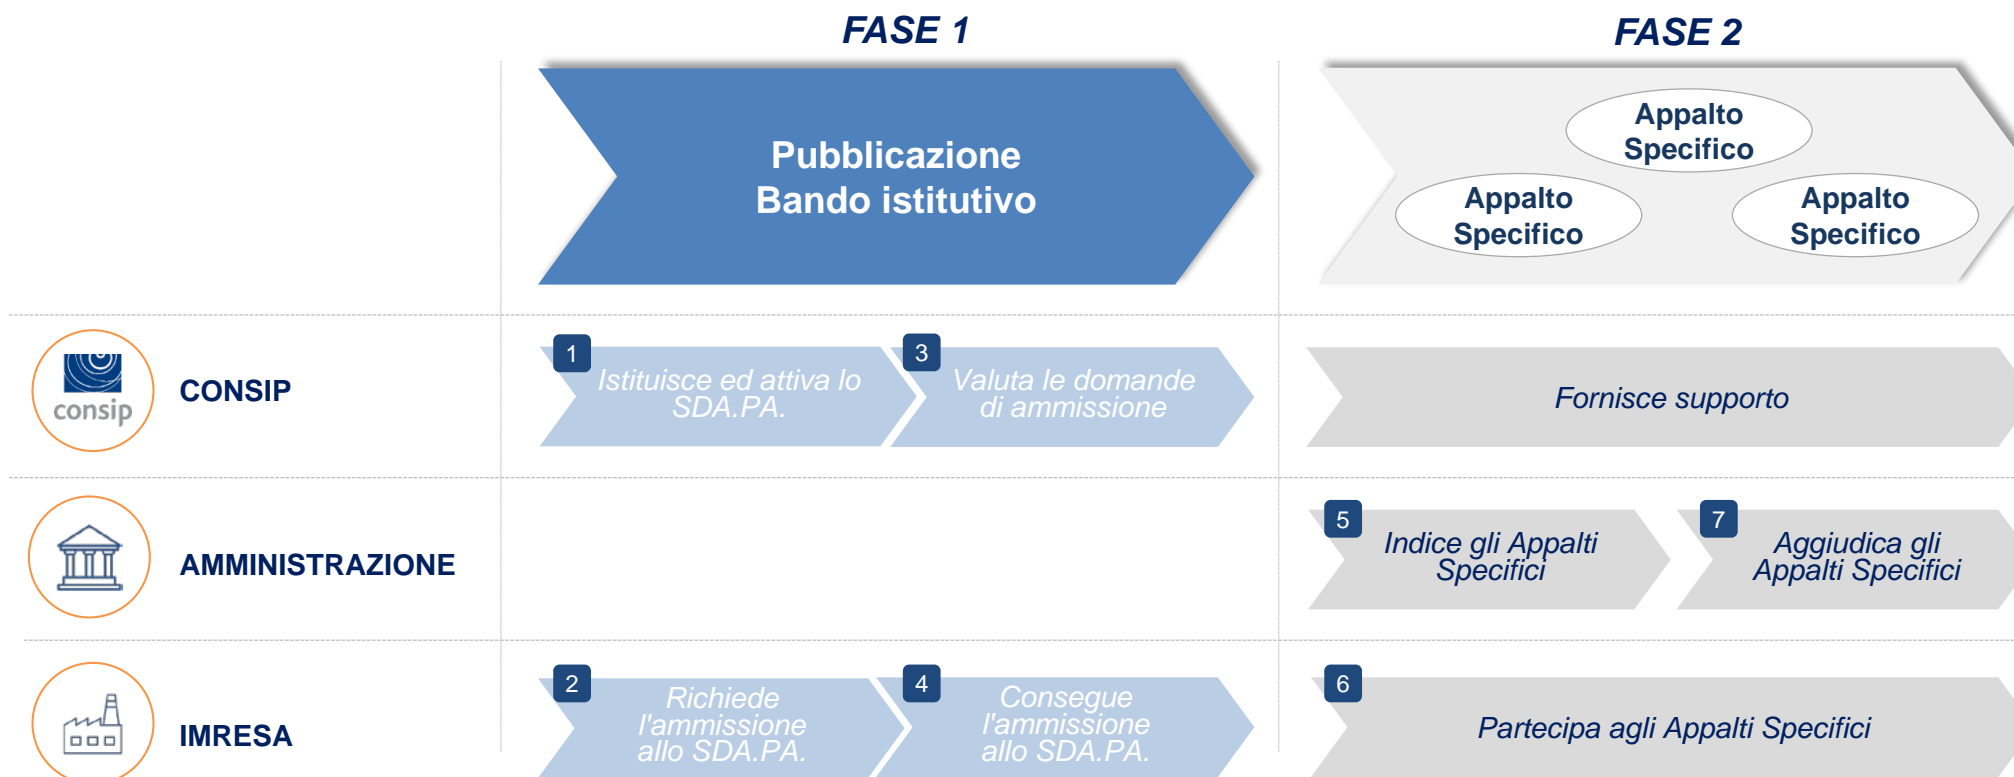 FASE 1
FASE 2
Pubblicazione
Bando istitutivo
Appalto
Specifico
Appalto
Specifico
Appalto
Specifico
consip
CONSIP
1
Istituisce ed attiva lo
SDA.PA.
3
Valuta le domande
di ammissione
Fornisce supporto
AMMINISTRAZIONE
5
Indice gli Appalti
Specifici
7
Aggiudica gli
Appalti Specifici
IMRESA
2
Richiede
l'ammissione
allo SDA.PA.
4
Consegue
l'ammissione
allo SDA.PA.
6
Partecipa agli Appalti Specifici